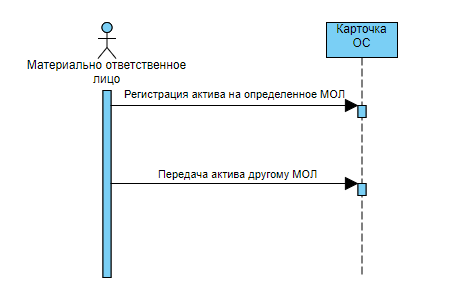 Карточка
ОС
Материально ответственное
лицо
Регистрация актива на определенное МОЛ
Передача актива другому МОЛ